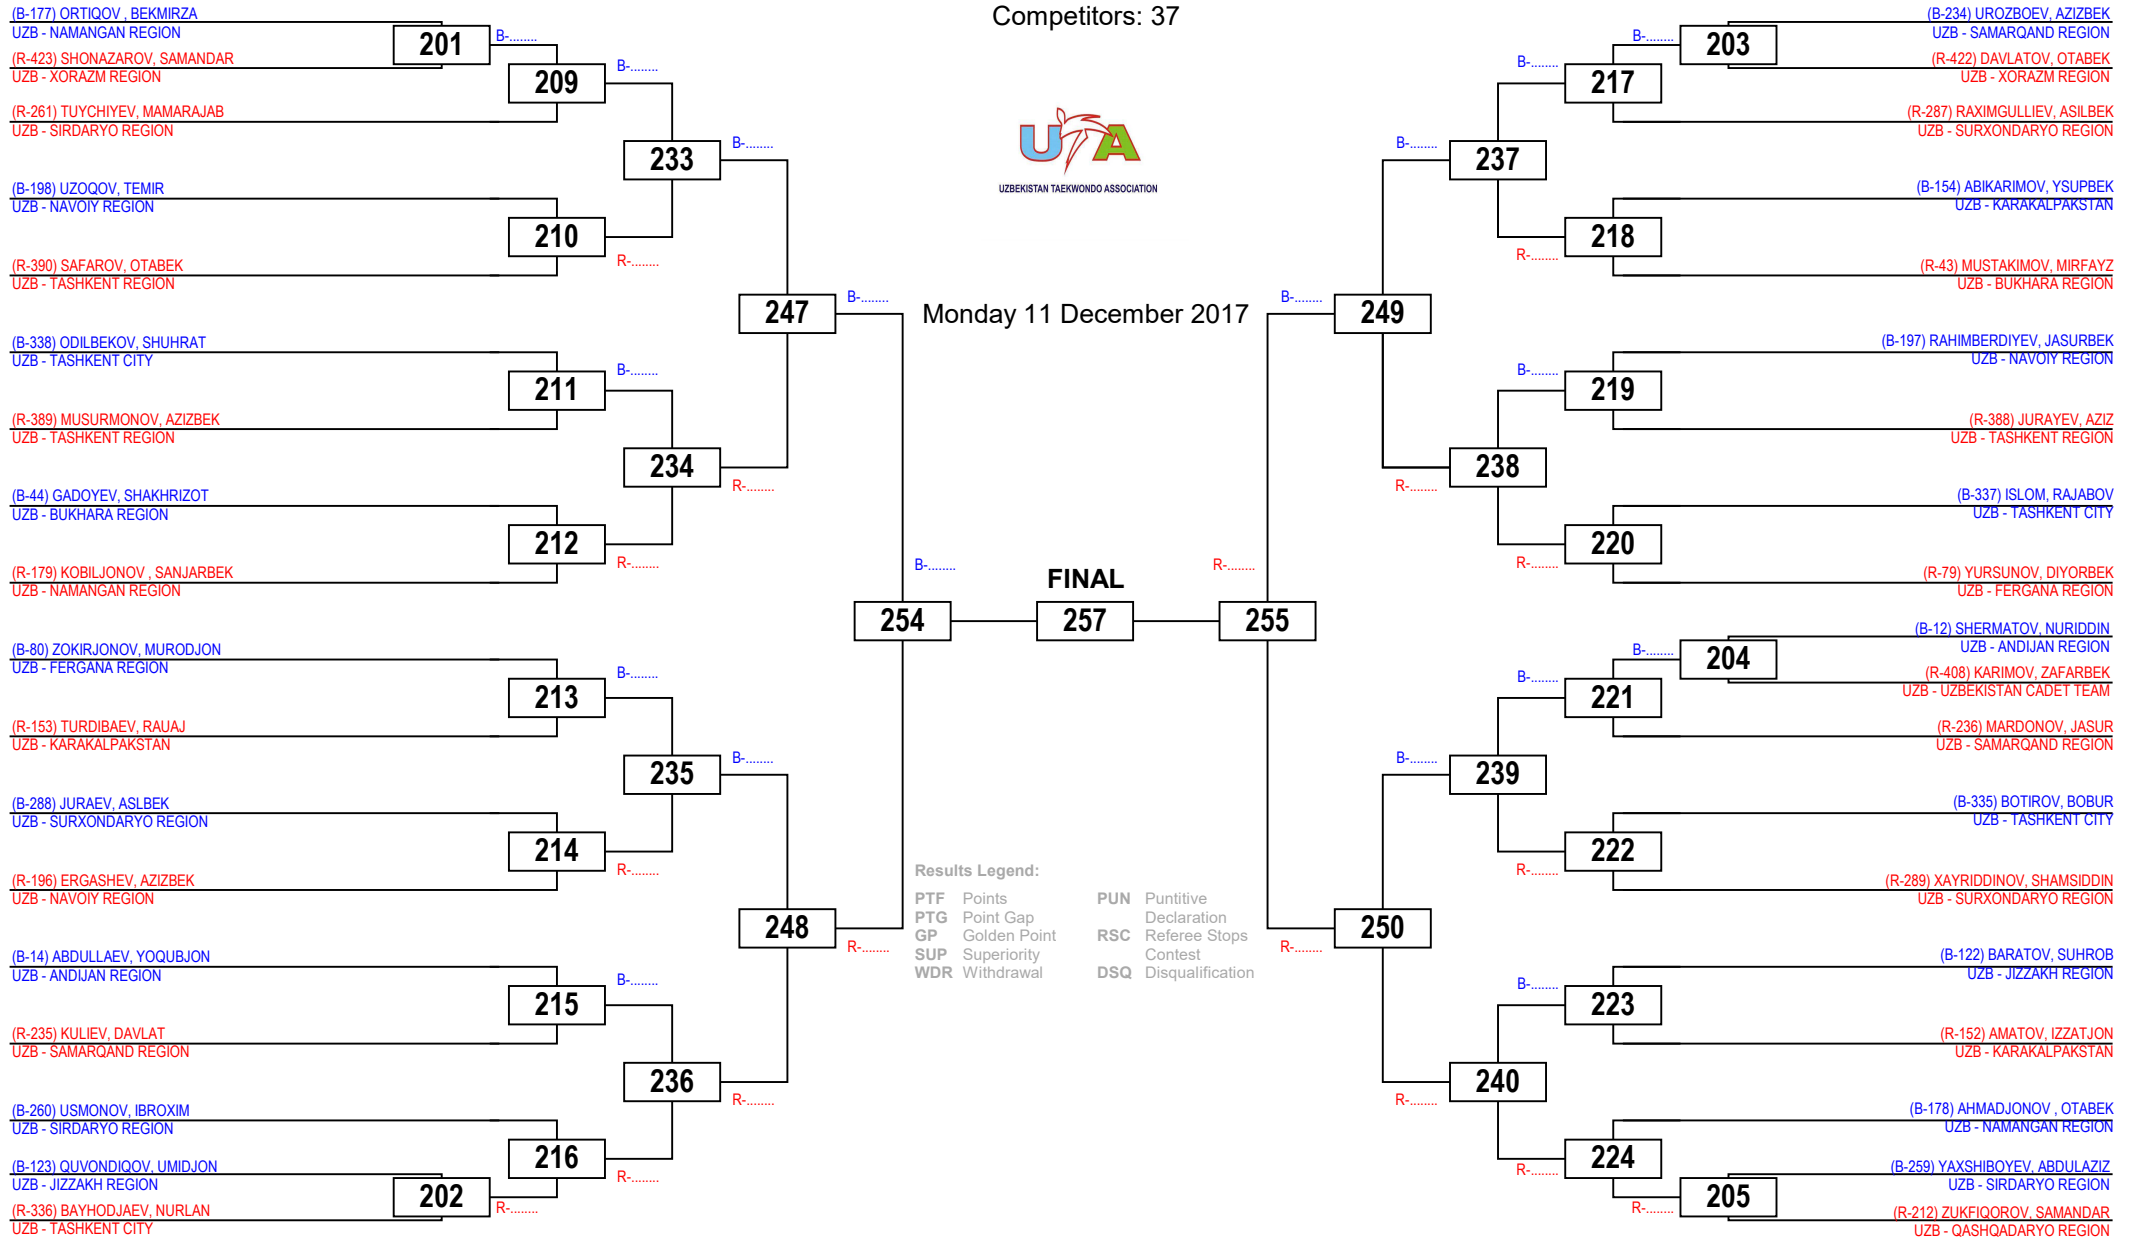 Competitors: 37
UTA
UZBEKISTAN TAEKWONDO ASSOCIATION
Monday 11 December 2017
(B-177) ORTIQOV , BEKMIRZA
UZB - NAMANGAN REGION
201
B-........
(R-423) SHONAZAROV, SAMANDAR
UZB - XORAZM REGION
209
B-........
(R-261) TUYCHIYEV, MAMARAJAB
UZB - SIRDARYO REGION
233
B-........
(B-198) UZOQOV, TEMIR
UZB - NAVOIY REGION
210
R-........
(R-390) SAFAROV, OTABEK
UZB - TASHKENT REGION
247
B-........
(B-338) ODILBEKOV, SHUHRAT
UZB - TASHKENT CITY
211
B-........
(R-389) MUSURMONOV, AZIZBEK
UZB - TASHKENT REGION
234
R-........
(B-44) GADOYEV, SHAKHRIZOT
UZB - BUKHARA REGION
212
R-........
(R-179) KOBILJONOV , SANJARBEK
UZB - NAMANGAN REGION
B-........
254
(B-80) ZOKIRJONOV, MURODJON
UZB - FERGANA REGION
213
B-........
(R-153) TURDIBAEV, RAUAJ
UZB - KARAKALPAKSTAN
235
B-........
(B-288) JURAEV, ASLBEK
UZB - SURXONDARYO REGION
214
R-........
(R-196) ERGASHEV, AZIZBEK
UZB - NAVOIY REGION
248
R-........
(B-14) ABDULLAEV, YOQUBJON
UZB - ANDIJAN REGION
215
B-........
(R-235) KULIEV, DAVLAT
UZB - SAMARQAND REGION
236
R-........
(B-260) USMONOV, IBROXIM
UZB - SIRDARYO REGION
216
R-........
(B-123) QUVONDIQOV, UMIDJON
UZB - JIZZAKH REGION
202
R-........
(R-336) BAYHODJAEV, NURLAN
UZB - TASHKENT CITY
FINAL
257
Results Legend:
PTF Points
PTG Point Gap
GP Golden Point
SUP Superiority
WDR Withdrawal
PUN Puntitive
Declaration
RSC Referee Stops
Contest
DSQ Disqualification
(B-234) UROZBOEV, AZIZBEK
UZB - SAMARQAND REGION
B-........
203
(R-422) DAVLATOV, OTABEK
UZB - XORAZM REGION
B-........
217
(R-287) RAXIMGULLIEV, ASILBEK
UZB - SURXONDARYO REGION
B-........
237
(B-154) ABIKARIMOV, YSUPBEK
UZB - KARAKALPAKSTAN
218
R-........
(R-43) MUSTAKIMOV, MIRFAYZ
UZB - BUKHARA REGION
B-........
249
(B-197) RAHIMBERDIYEV, JASURBEK
UZB - NAVOIY REGION
B-........
219
(R-388) JURAYEV, AZIZ
UZB - TASHKENT REGION
238
R-........
(B-337) ISLOM, RAJABOV
UZB - TASHKENT CITY
220
R-........
(R-79) YURSUNOV, DIYORBEK
UZB - FERGANA REGION
R-........
255
(B-12) SHERMATOV, NURIDDIN
UZB - ANDIJAN REGION
B-........
204
(R-408) KARIMOV, ZAFARBEK
UZB - UZBEKISTAN CADET TEAM
B-........
221
(R-236) MARDONOV, JASUR
UZB - SAMARQAND REGION
B-........
239
(B-335) BOTIROV, BOBUR
UZB - TASHKENT CITY
222
R-........
(R-289) XAYRIDDINOV, SHAMSIDDIN
UZB - SURXONDARYO REGION
250
R-........
(B-122) BARATOV, SUHROB
UZB - JIZZAKH REGION
B-........
223
(R-152) AMATOV, IZZATJON
UZB - KARAKALPAKSTAN
240
R-........
(B-178) AHMADJONOV , OTABEK
UZB - NAMANGAN REGION
224
R-........
(B-259) YAXSHIBOYEV, ABDULAZIZ
UZB - SIRDARYO REGION
205
R-........
(R-212) ZUKFIQOROV, SAMANDAR
UZB - QASHQADARYO REGION